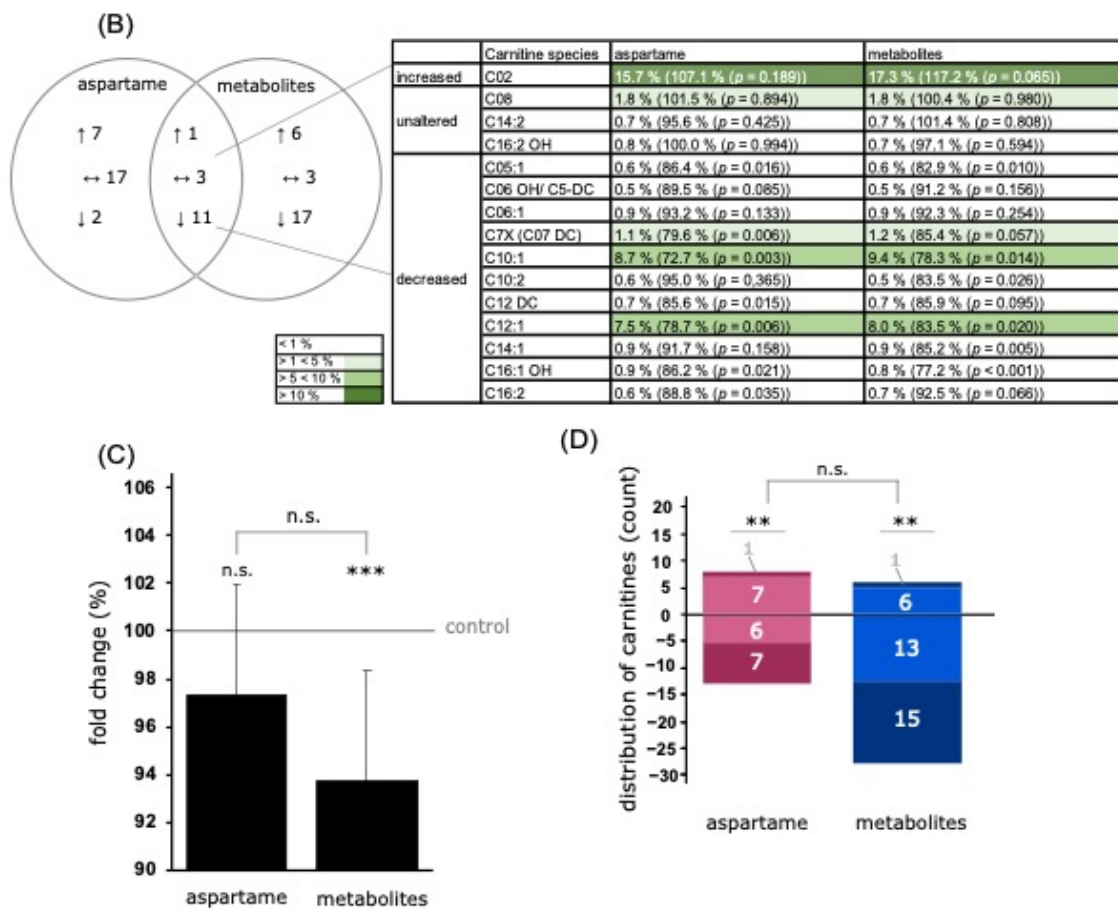 (B)
aspartame
metabolites
↑ 7
↑ 1
↑ 6
↔ 17
↔ 3
↔ 3
↓ 2
↓ 11
↓ 17
< 1 %
> 1 < 5 %
> 5 < 10 %
> 10 %
Carnitine species aspartame metabolites
increased C02 15.7 % (107.1 % (p = 0.189)) 17.3 % (117.2 % (p = 0.065))
unaltered C08 1.8 % (101.5 % (p = 0.894)) 1.8 % (100.4 % (p = 0.980))
C14:2 0.7 % (95.6 % (p = 0.425)) 0.7 % (101.4 % (p = 0.808))
C16:2 OH 0.8 % (100.0 % (p = 0.994)) 0.7 % (97.1 % (p = 0.594))
decreased C05:1 0.6 % (86.4 % (p = 0.016)) 0.6 % (82.9 % (p = 0.010))
C06 OH/ C5-DC 0.5 % (89.5 % (p = 0.085)) 0.5 % (91.2 % (p = 0.156))
C06:1 0.9 % (93.2 % (p = 0.133)) 0.9 % (92.3 % (p = 0.254))
C7X (C07 DC) 1.1 % (79.6 % (p = 0.006)) 1.2 % (85.4 % (p = 0.057))
C10:1 8.7 % (72.7 % (p = 0.003)) 9.4 % (78.3 % (p = 0.014))
C10:2 0.6 % (95.0 % (p = 0,365)) 0.5 % (83.5 % (p = 0.026))
C12 DC 0.7 % (85.6 % (p = 0.015)) 0.7 % (85.9 % (p = 0.095))
C12:1 7.5 % (78.7 % (p = 0.006)) 8.0 % (83.5 % (p = 0.020))
C14:1 0.9 % (91.7 % (p = 0.158)) 0.9 % (85.2 % (p = 0.005))
C16:1 OH 0.9 % (86.2 % (p = 0.021)) 0.8 % (77.2 % (p < 0.001))
C16:2 0.6 % (88.8 % (p = 0.035)) 0.7 % (92.5 % (p = 0.066))
(C)
fold change (%)
106
104
102
100
98
96
94
92
90
n.s.
n.s.
***
control
aspartame
metabolites
(D)
distribution of carnitines (count)
20
15
10
5
0
−5
−10
−15
−20
−25
−30
n.s.
**
**
1
1
7
6
6
13
7
15
aspartame
metabolites